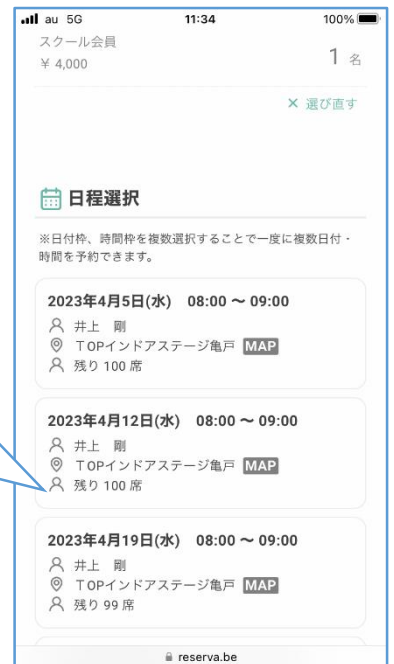 au 5G 11:34 100%
スクール会員
¥ 4,000
1 名
× 選び直す
日程選択
※日付枠、時間枠を複数選択することで一度に複数日付・
時間を予約できます。
2023年4月5日(水) 08:00 ~ 09:00
井上 剛
TOPインドアステージ亀戸 MAP
残り 100 席
2023年4月12日(水) 08:00 ~ 09:00
井上 剛
TOPインドアステージ亀戸 MAP
残り 100 席
2023年4月19日(水) 08:00 ~ 09:00
井上 剛
TOPインドアステージ亀戸 MAP
残り 99 席
reserva.be